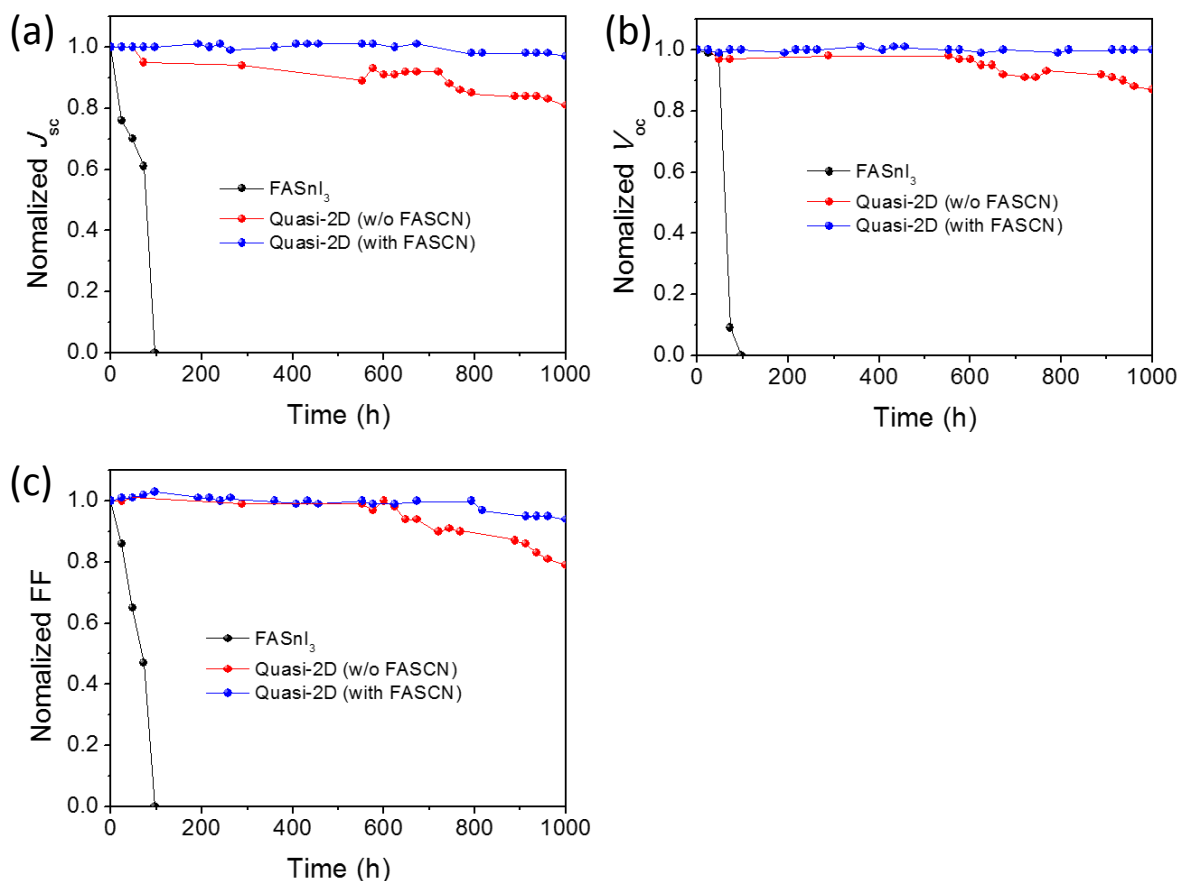 (a)
Nomalized Jsc
1.0
0.8
0.6
0.4
0.2
0.0
FASnI3
Quasi-2D (w/o FASCN)
Quasi-2D (with FASCN)
0 200 400 600 800 1000
Time (h)
(b)
Nomalized Voc
1.0
0.8
0.6
0.4
0.2
0.0
FASnI3
Quasi-2D (w/o FASCN)
Quasi-2D (with FASCN)
0 200 400 600 800 1000
Time (h)
(c)
Nomalized FF
1.0
0.8
0.6
0.4
0.2
0.0
FASnI3
Quasi-2D (w/o FASCN)
Quasi-2D (with FASCN)
0 200 400 600 800 1000
Time (h)